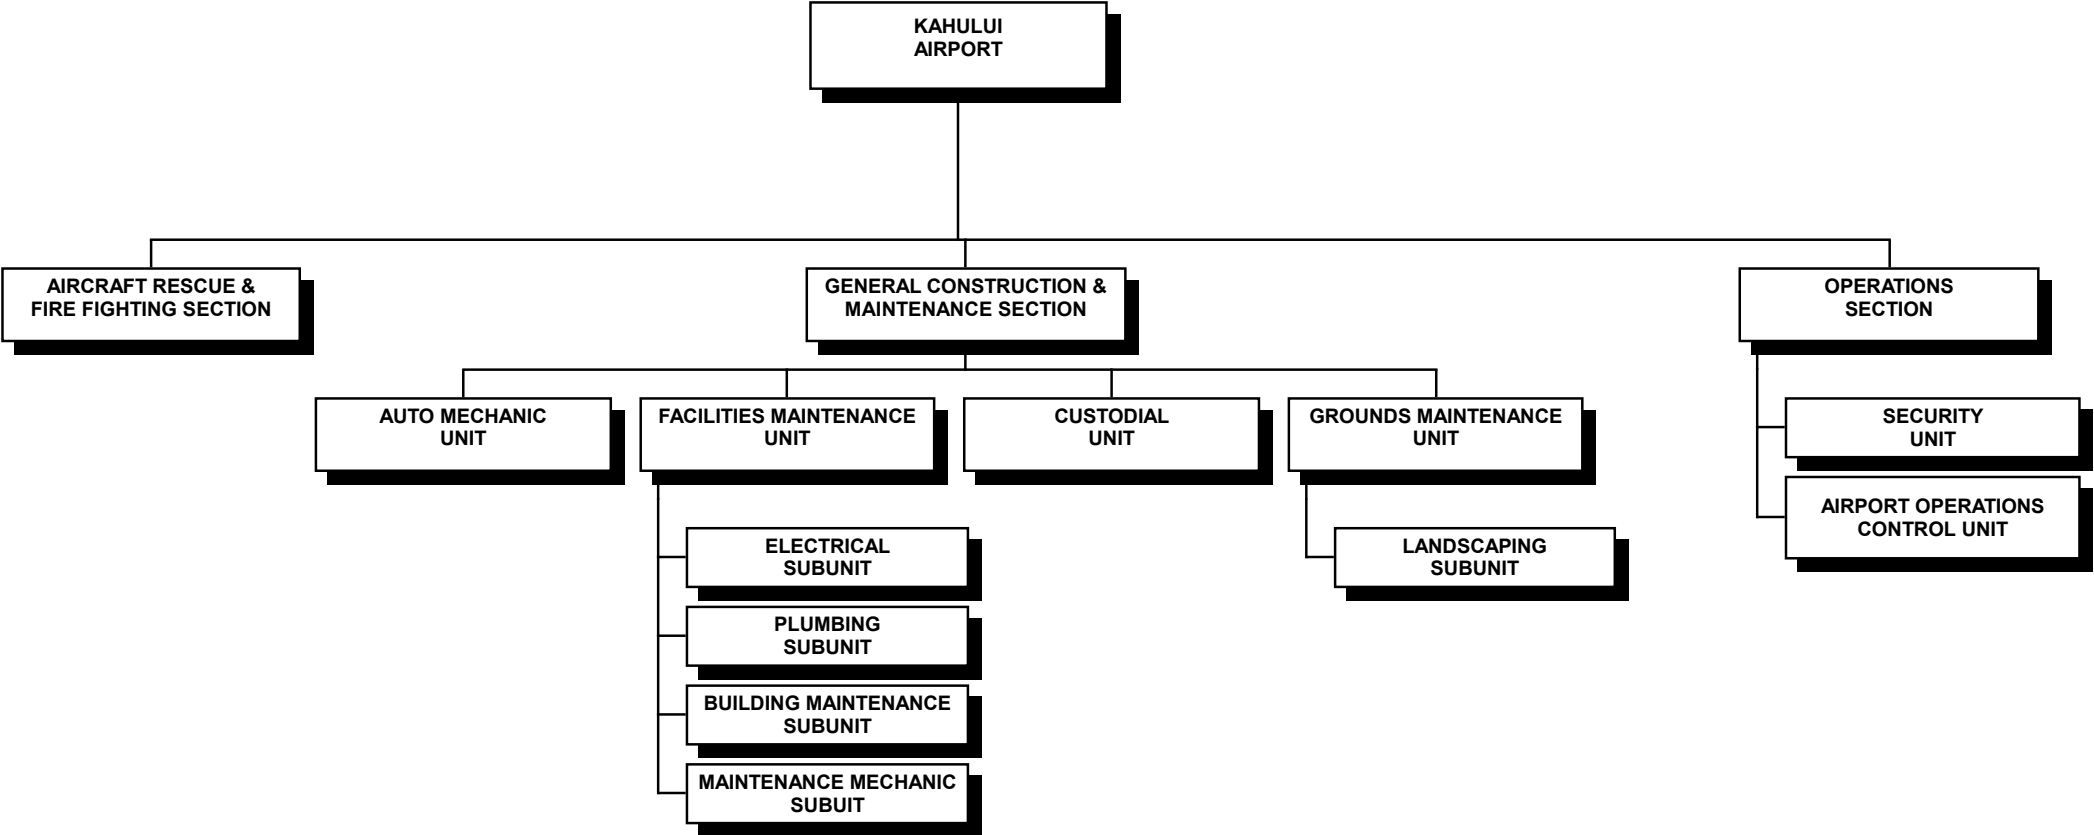 KAHULUI
AIRPORT
AIRCRAFT RESCUE &
FIRE FIGHTING SECTION
GENERAL CONSTRUCTION &
MAINTENANCE SECTION
OPERATIONS
SECTION
AUTO MECHANIC
UNIT
FACILITIES MAINTENANCE
UNIT
CUSTODIAL
UNIT
GROUNDS MAINTENANCE
UNIT
SECURITY
UNIT
AIRPORT OPERATIONS
CONTROL UNIT
ELECTRICAL
SUBUNIT
PLUMBING
SUBUNIT
BUILDING MAINTENANCE
SUBUNIT
MAINTENANCE MECHANIC
SUBUIT
LANDSCAPING
SUBUNIT